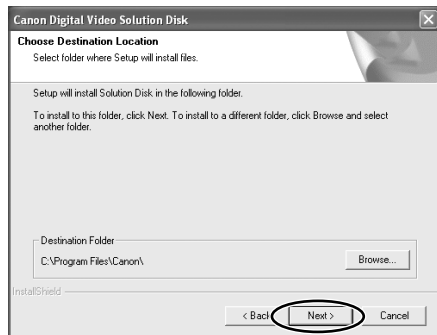 Canon Digital Video Solution Disk
Choose Destination Location
Select folder where Setup will install files.
Setup will install Solution Disk in the following folder.
To install to this folder, click Next. To install to a different folder, click Browse and select
another folder.
Destination Folder
C:\Program Files\Canon\
Browse...
InstallShield
< Back Next > Cancel